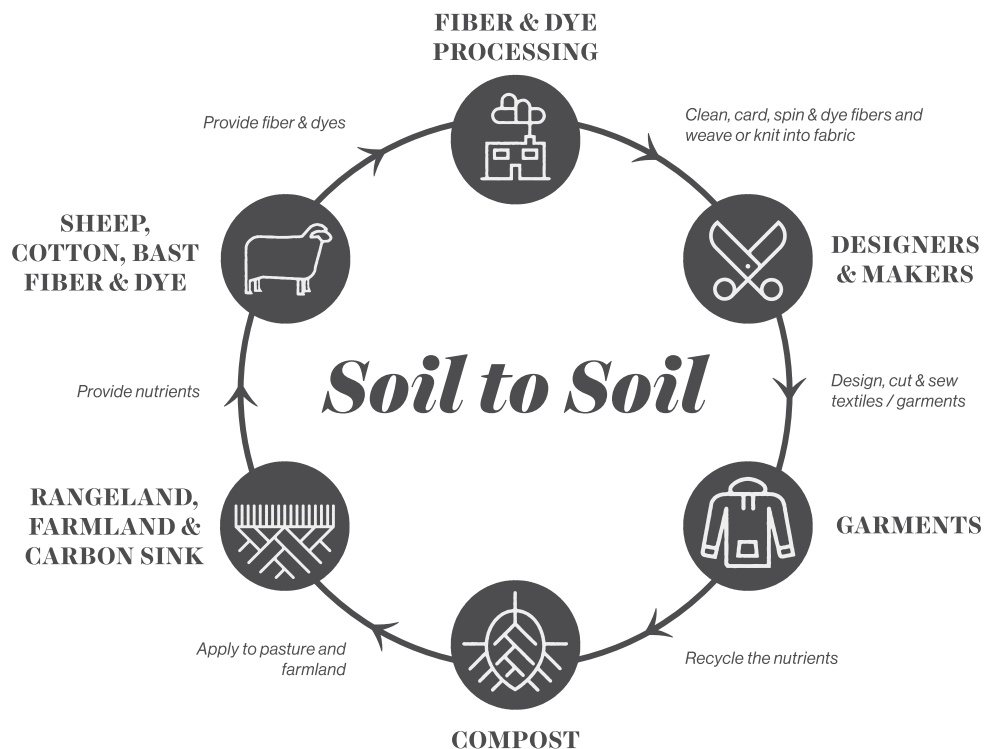 FIBER & DYE
PROCESSING
Provide fiber & dyes
Clean, card, spin & dye fibers and
weave or knit into fabric
SHEEP,
COTTON, BAST
FIBER & DYE
DESIGNERS
& MAKERS
Soil to Soil
Provide nutrients
Design, cut & sew
textiles / garments
RANGELAND,
FARMLAND &
CARBON SINK
GARMENTS
Apply to pasture and
farmland
Recycle the nutrients
COMPOST